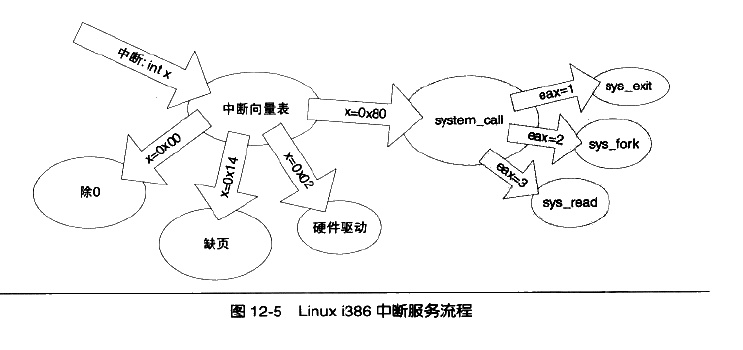 中断: int x
中断向量表
x=0x80
system_call
eax=1
sys_exit
eax=2
sys_fork
eax=3
sys_read
x=0x00
除0
x=0x14
缺页
x=0x02
硬件驱动
图 12-5 Linux i386 中断服务流程